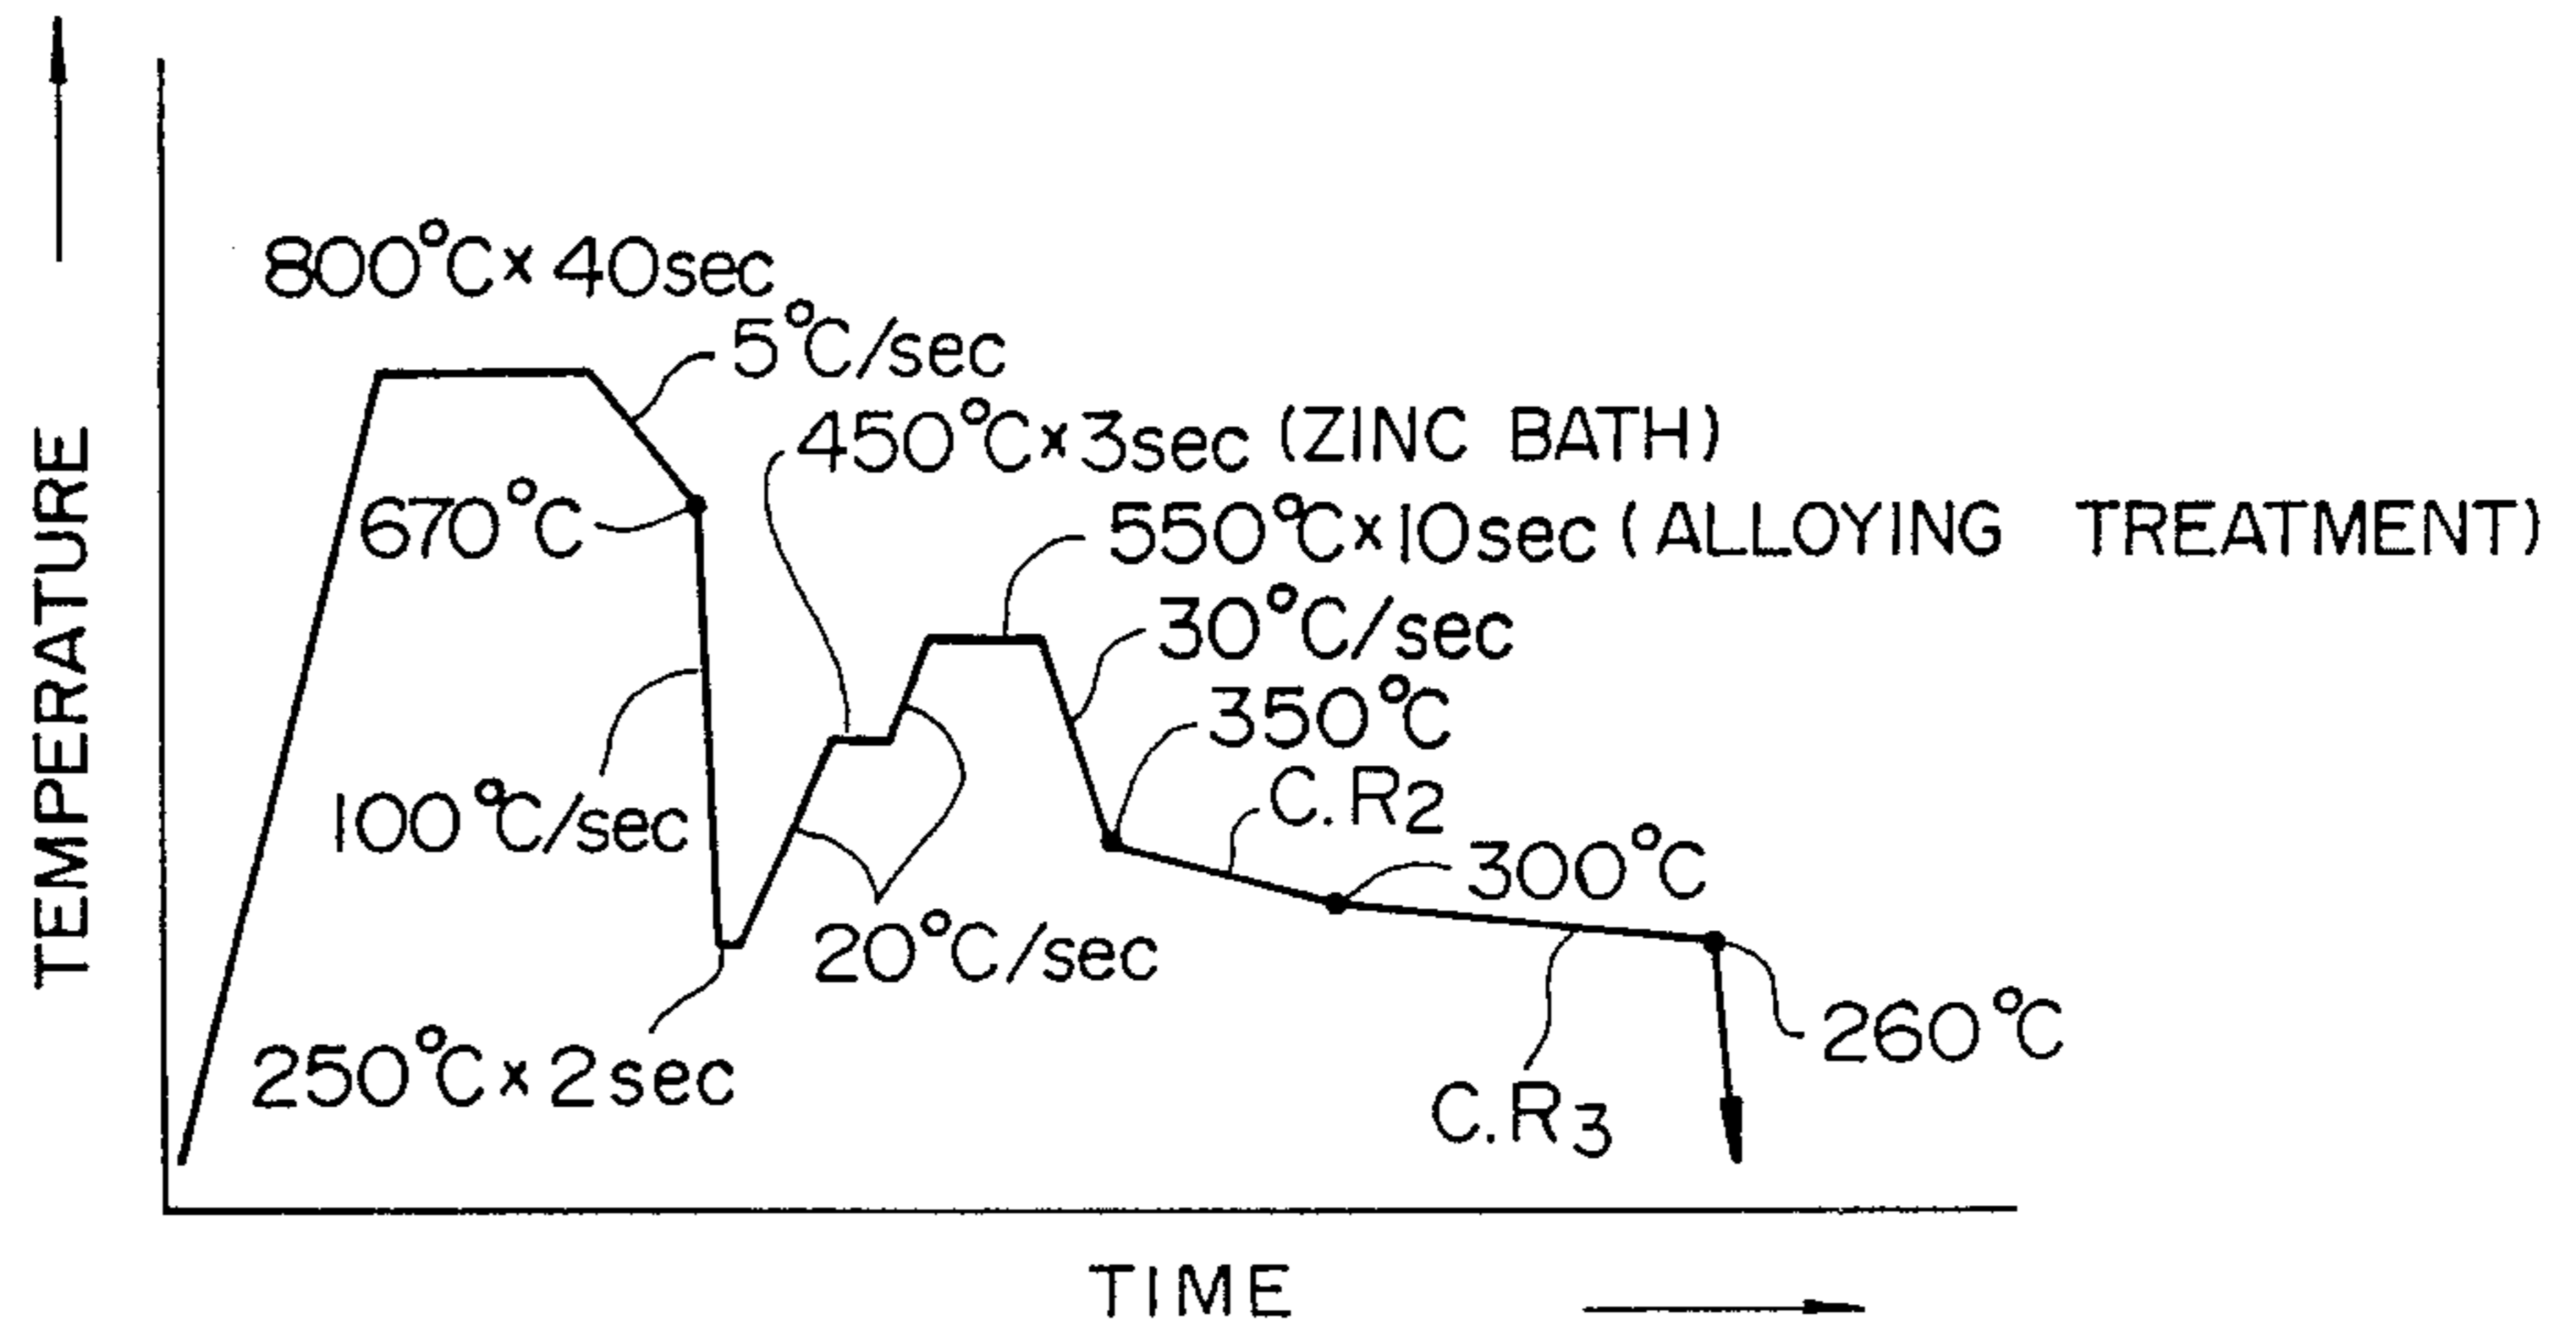 800°C×40sec
5°C/sec
450°C×3sec (ZINC BATH)
670°C
550°C×10sec (ALLOYING TREATMENT)
30°C/sec
350°C
100°C/sec
C.R2
300°C
20°C/sec
250°C×2sec
260°C
C.R3
TEMPERATURE
TIME